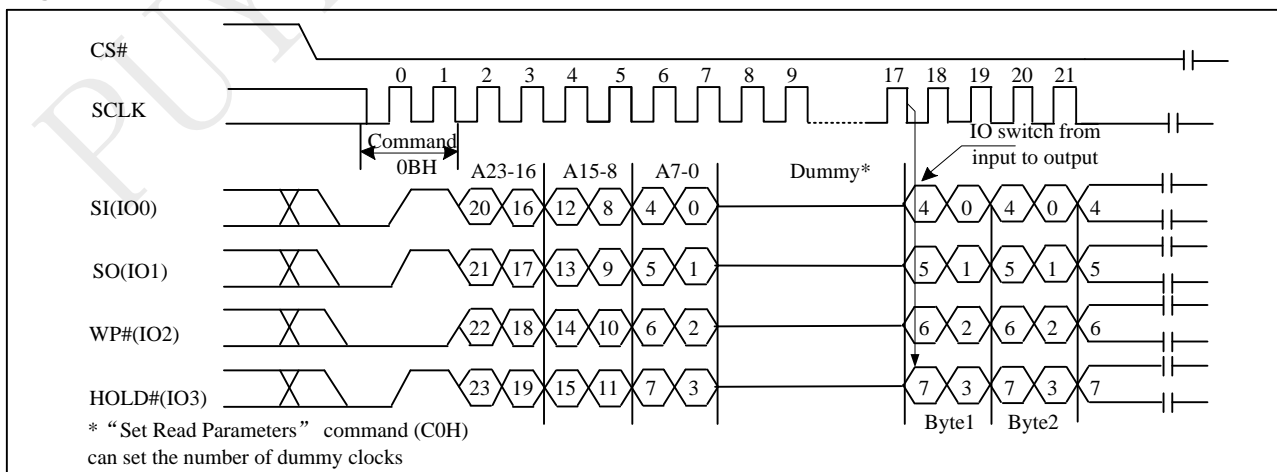 PUYA
CS#
0 1 2 3 4 5 6 7 8 9 17 18 19 20 21
SCLK
IO switch from
input to output
Command
0BH
A23-16 A15-8 A7-0 Dummy*
SI(IO0) 20 16 12 8 4 0 4 0 4 0 4
SO(IO1) 21 17 13 9 5 1 5 1 5 1 5
WP#(IO2) 22 18 14 10 6 2 6 2 6 2 6
HOLD#(IO3) 23 19 15 11 7 3 7 3 7 3 7
Byte1 Byte2
* “Set Read Parameters” command (C0H)
can set the number of dummy clocks